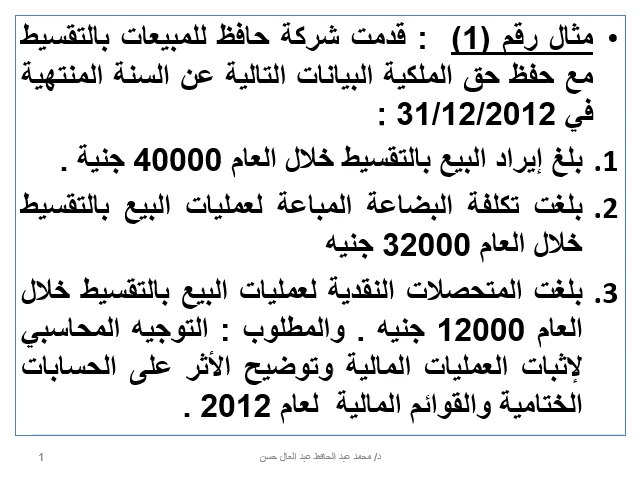 • مثال رقم (1) : قدمت شركة حافظ للمبيعات بالتقسيط
مع حفظ حق الملكية البيانات التالية عن السنة المنتهية
في 31/12/2012 :
1. بلغ إيراد البيع بالتقسيط خلال العام 40000 جنية .
2. بلغت تكلفة البضاعة المباعة لعمليات البيع بالتقسيط
خلال العام 32000 جنيه
3. بلغت المتحصلات النقدية لعمليات البيع بالتقسيط خلال
العام 12000 جنيه . والمطلوب : التوجيه المحاسبي
لإثبات العمليات المالية وتوضيح الأثر على الحسابات
الختامية والقوائم المالية لعام 2012 .
د/ محمد عبد الحافظ عبد العال حسن
1